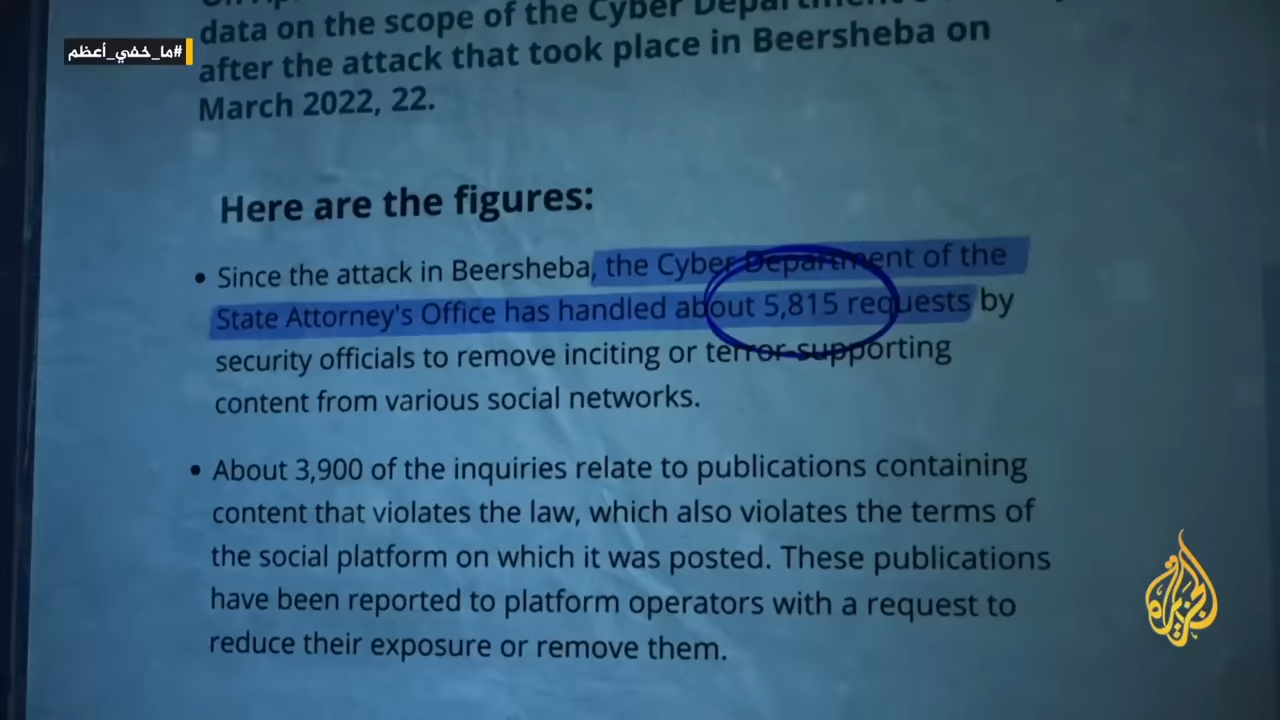 #ما_خفي_أعظم
data on the scope of the Cyber
after the attack that took place in Beersheba on
March 2022, 22.
Here are the figures:
• Since the attack in Beersheba, the Cyber Department of the
State Attorney's Office has handled about 5,815 requests by
security officials to remove inciting or terror-supporting
content from various social networks.
• About 3,900 of the inquiries relate to publications containing
content that violates the law, which also violates the terms of
the social platform on which it was posted. These publications
have been reported to platform operators with a request to
reduce their exposure or remove them.
الجزيرة